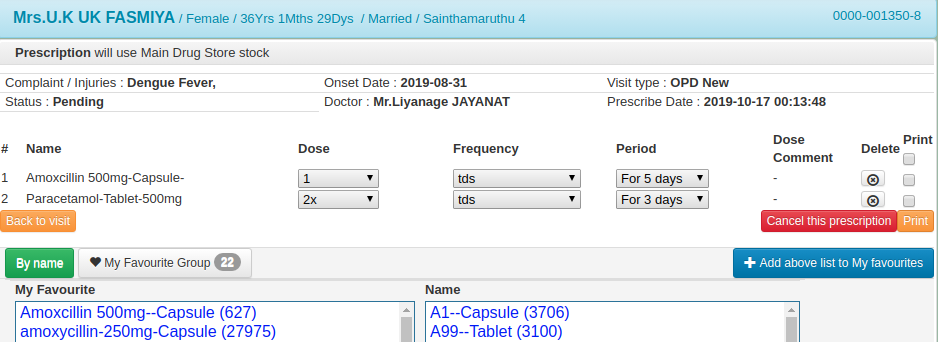 Mrs.U.K UK FASMIYA / Female / 36Yrs 1Mths 29Dys / Married / Sainthamaruthu 4 0000-001350-8
Prescription will use Main Drug Store stock
Complaint / Injuries : Dengue Fever, Onset Date : 2019-08-31 Visit type : OPD New
Status : Pending Doctor : Mr.Liyanage JAYANAT Prescribe Date : 2019-10-17 00:13:48
# Name Dose Frequency Period Dose Comment Delete Print
1 Amoxcillin 500mg-Capsule- 1 tds For 5 days -
2 Paracetamol-Tablet-500mg 2x tds For 3 days -
Back to visit Cancel this prescription Print
By name My Favourite Group 22 Add above list to My favourites
My Favourite Name
Amoxcillin 500mg--Capsule (627) A1--Capsule (3706)
amoxycillin-250mg-Capsule (27975) A99--Tablet (3100)